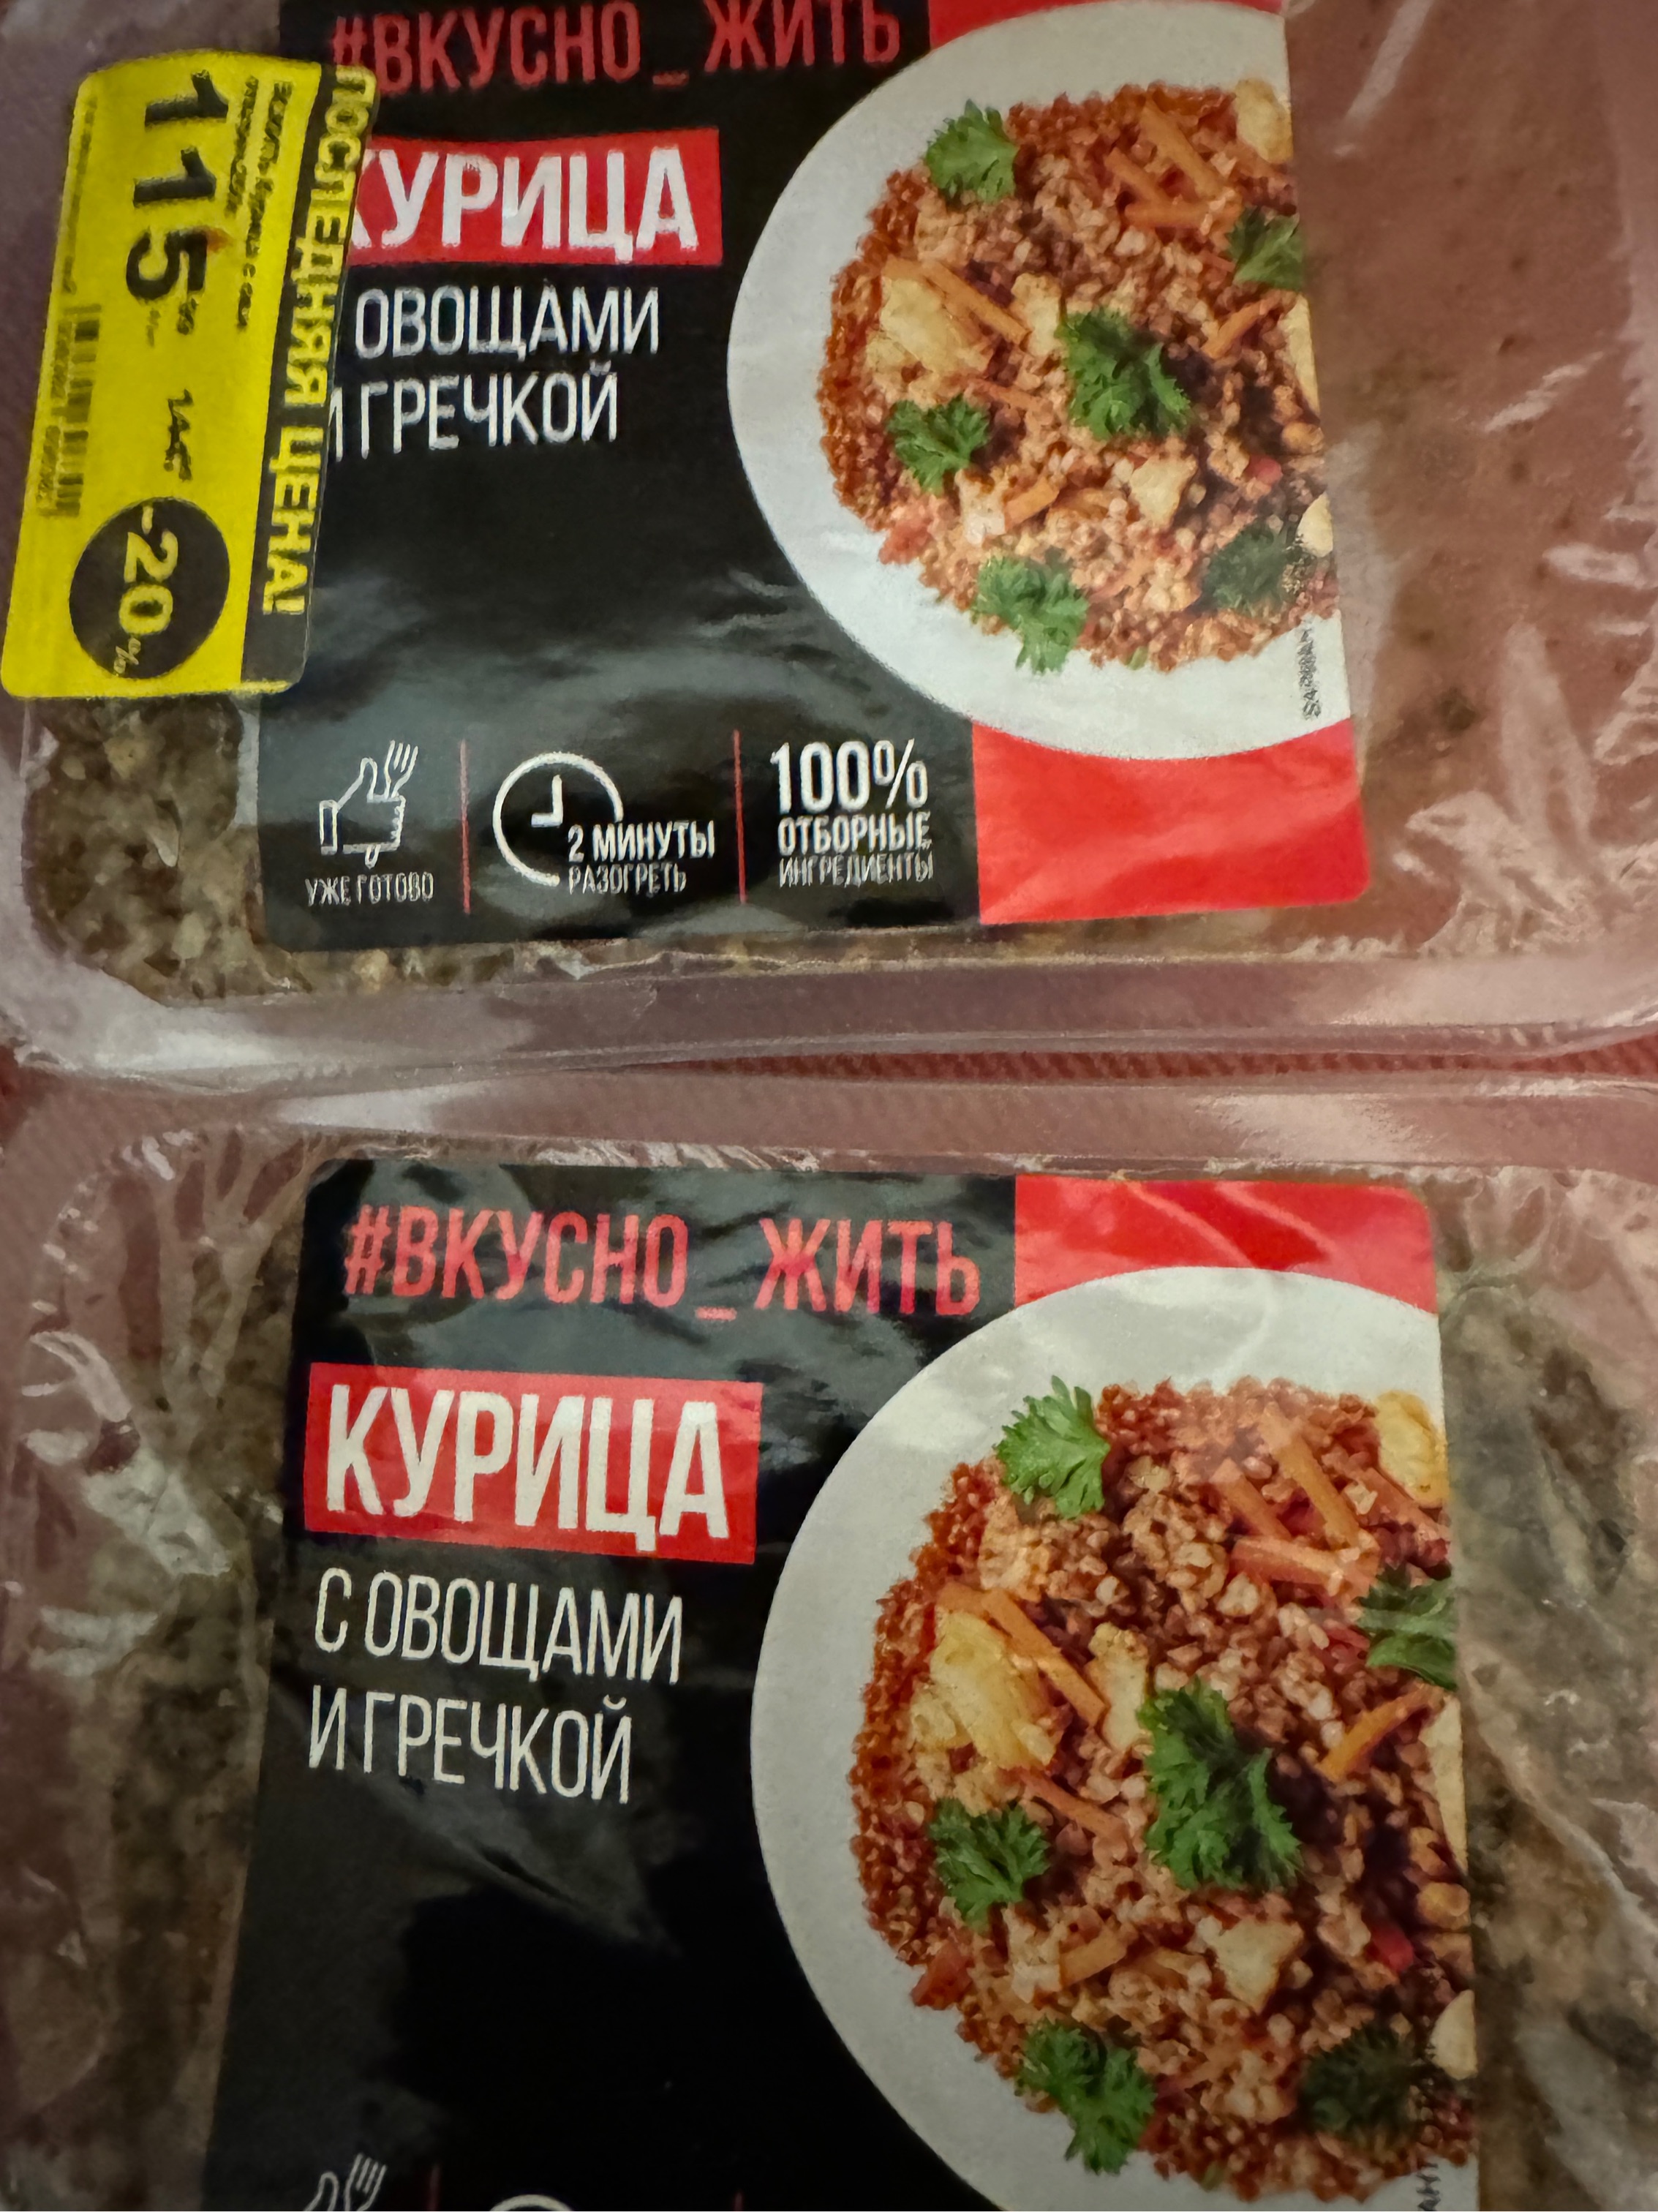 #ВКУСНО_ЖИТЬ
ПОСЛЕДНЯЯ ЦЕНА!
115
-20%
КУРИЦА
ОВОЩАМИ
И ГРЕЧКОЙ
УЖЕ ГОТОВО
2 МИНУТЫ
РАЗОГРЕТЬ
100%
ОТБОРНЫЕ
ИНГРЕДИЕНТЫ
#ВКУСНО_ЖИТЬ
КУРИЦА
С ОВОЩАМИ
И ГРЕЧКОЙ